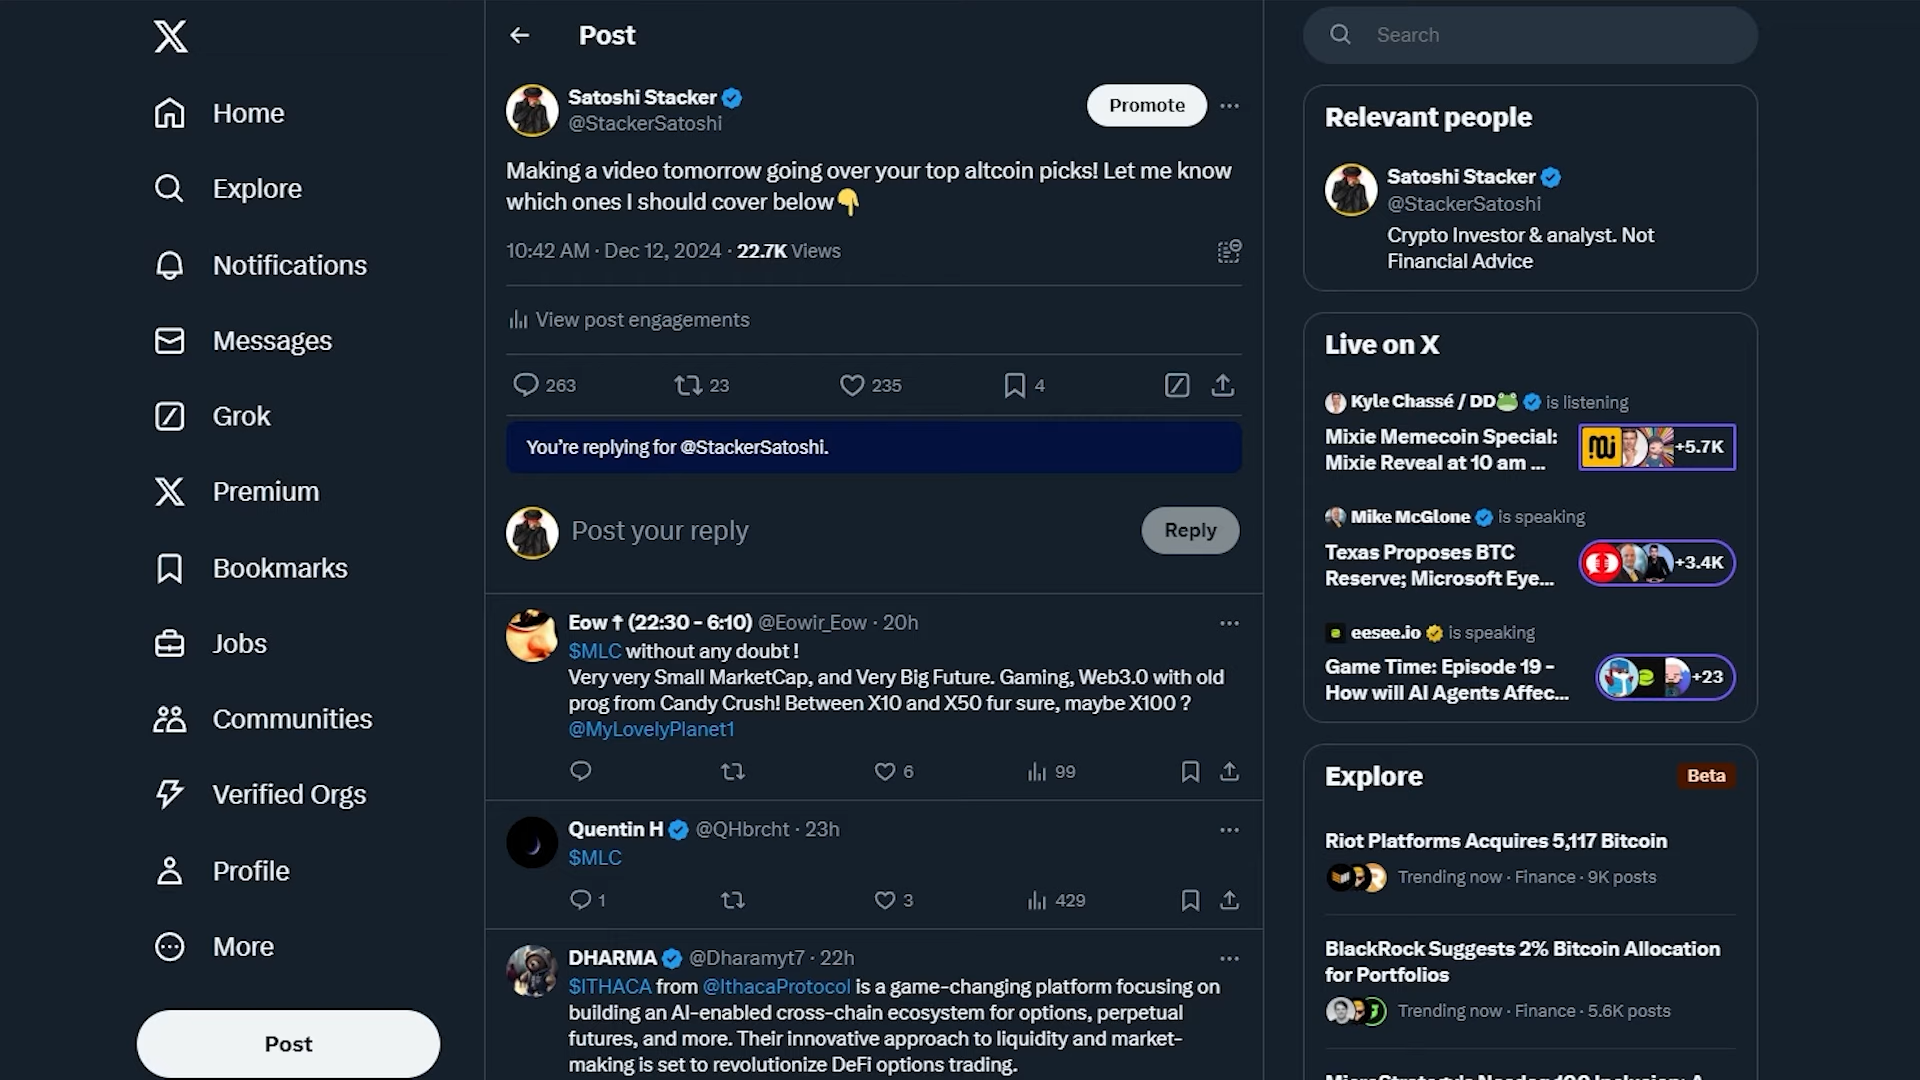 Home
Explore
Notifications
Messages
Grok
Premium
Bookmarks
Jobs
Communities
Verified Orgs
Profile
More
Post
Post
Satoshi Stacker
@StackerSatoshi
Promote
Making a video tomorrow going over your top altcoin picks! Let me know
which ones I should cover below👇
10:42 AM · Dec 12, 2024 · 22.7K Views
View post engagements
263 23 235 4
You're replying for @StackerSatoshi.
Post your reply
Reply
Eow † (22:30 - 6:10) @Eowir_Eow · 20h
$MLC without any doubt !
Very very Small MarketCap, and Very Big Future. Gaming, Web3.0 with old
prog from Candy Crush! Between X10 and X50 fur sure, maybe X100 ?
@MyLovelyPlanet1
6 99
Quentin H @QHbrcht · 23h
$MLC
1 3 429
DHARMA @Dharamyt7 · 22h
$ITHACA from @IthacaProtocol is a game-changing platform focusing on
building an AI-enabled cross-chain ecosystem for options, perpetual
futures, and more. Their innovative approach to liquidity and market-
making is set to revolutionize DeFi options trading.
Search
Relevant people
Satoshi Stacker
@StackerSatoshi
Crypto Investor & analyst. Not
Financial Advice
Live on X
Kyle Chassé / DD🐸 is listening
Mixie Memecoin Special:
Mixie Reveal at 10 am ...
+5.7K
Mike McGlone is speaking
Texas Proposes BTC
Reserve; Microsoft Eye...
+3.4K
eesee.io is speaking
Game Time: Episode 19 -
How will AI Agents Affec...
+23
Explore
Beta
Riot Platforms Acquires 5,117 Bitcoin
Trending now · Finance · 9K posts
BlackRock Suggests 2% Bitcoin Allocation
for Portfolios
Trending now · Finance · 5.6K posts